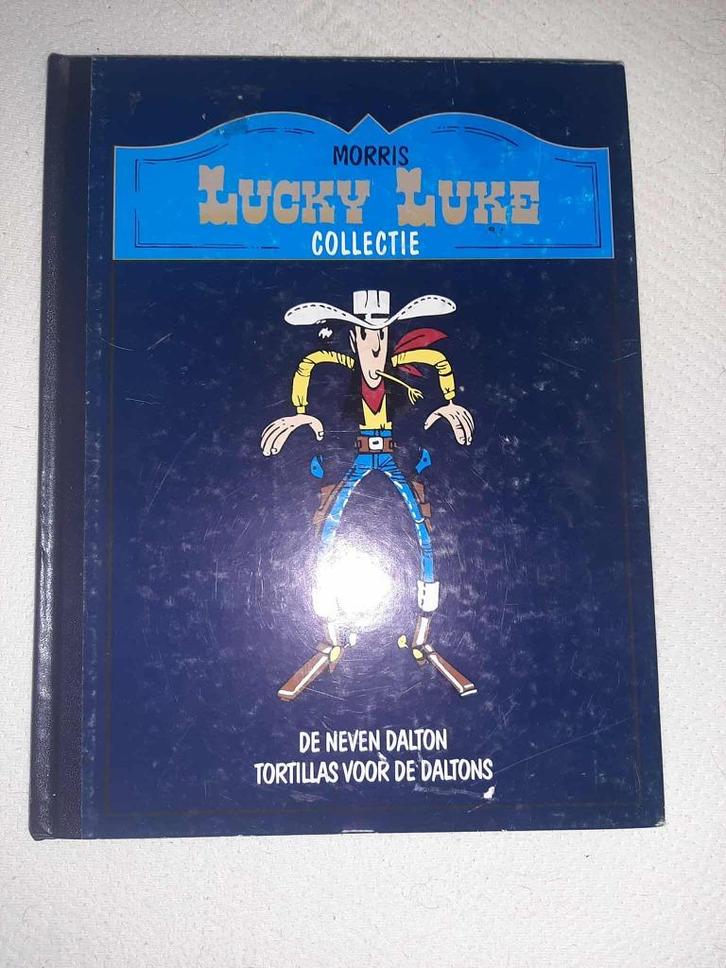 MORRIS
LUCKY LUKE
COLLECTIE
DE NEVEN DALTON
TORTILLAS VOOR DE DALTONS